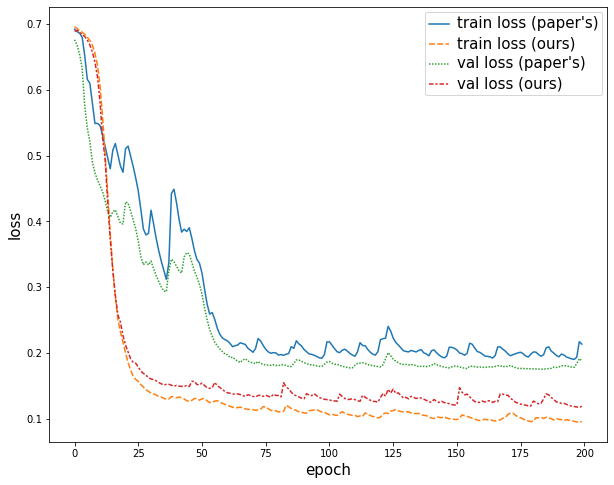 train loss (paper's)
train loss (ours)
val loss (paper's)
val loss (ours)
0.7
0.6
0.5
0.4
0.3
0.2
0.1
loss
0 25 50 75 100 125 150 175 200
epoch